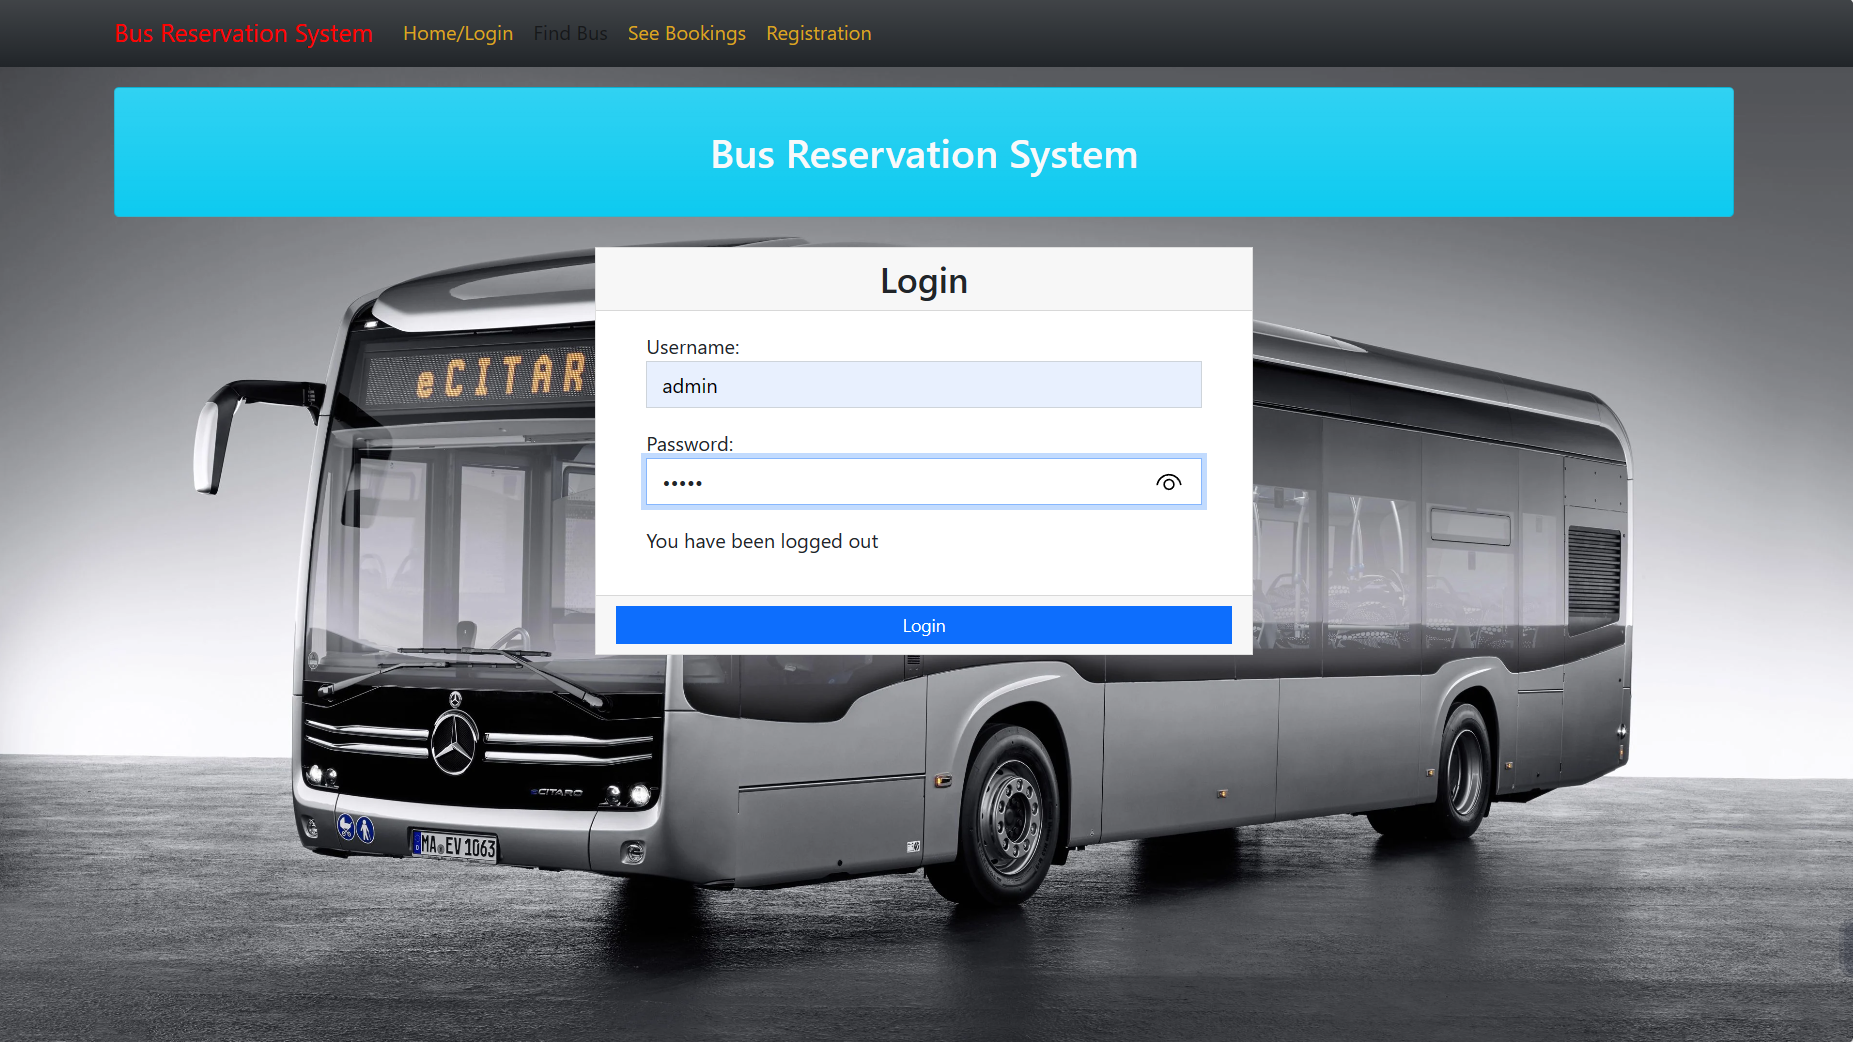 Bus Reservation System Home/Login Find Bus See Bookings Registration
Bus Reservation System
Login
Username:
admin
Password:
•••••
You have been logged out
Login
eCITAR
eCITARO
MA EV 1063